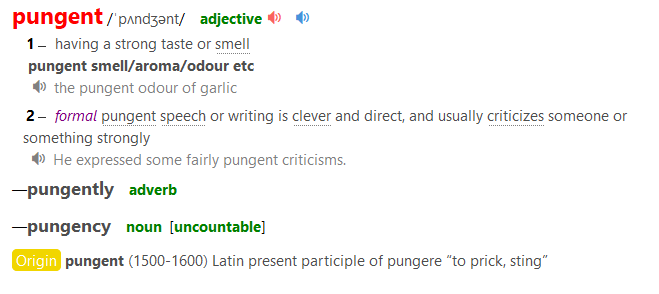 pungent /ˈpʌndʒənt/ adjective
1 – having a strong taste or smell
pungent smell/aroma/odour etc
the pungent odour of garlic
2 – formal pungent speech or writing is clever and direct, and usually criticizes someone or
something strongly
He expressed some fairly pungent criticisms.
—pungently adverb
—pungency noun [uncountable]
Origin pungent (1500-1600) Latin present participle of pungere “to prick, sting”